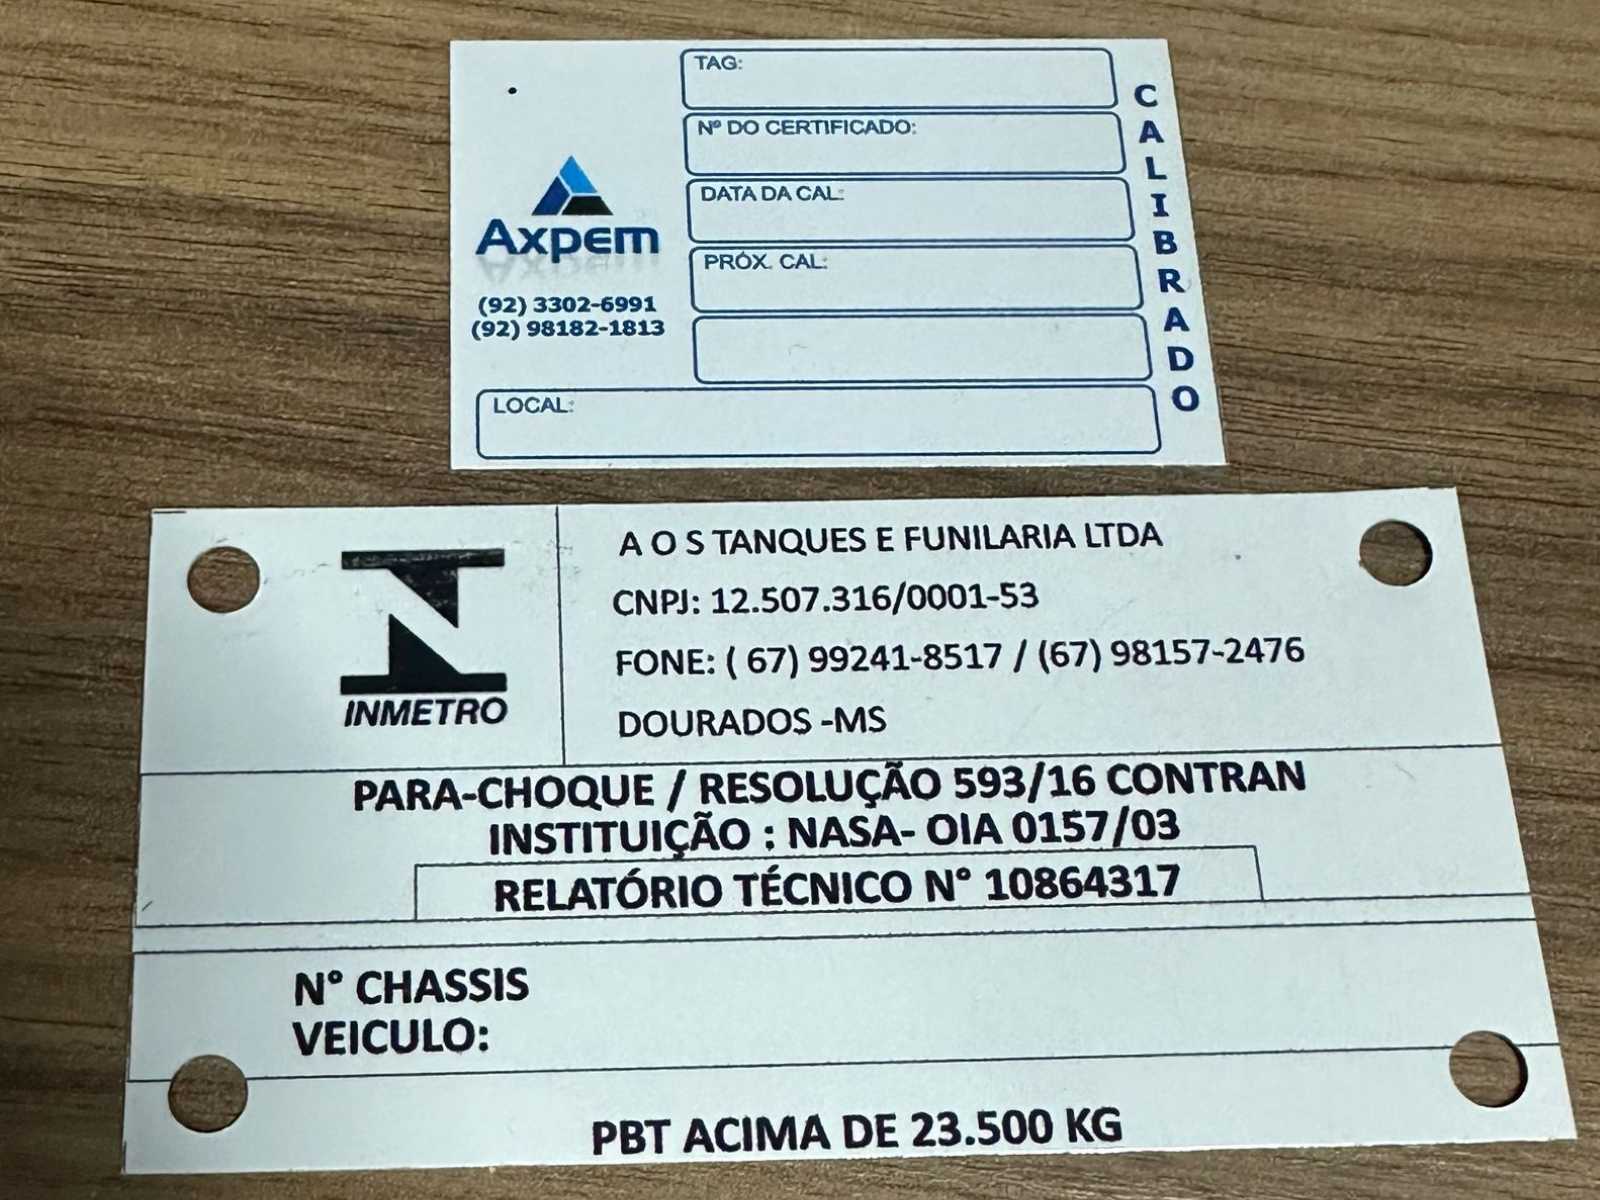 TAG:
Nº DO CERTIFICADO:
DATA DA CAL:
PRÓX. CAL:
LOCAL:
CALIBRADO
Axpem
(92) 3302-6991
(92) 98182-1813
INMETRO
A O S TANQUES E FUNILARIA LTDA
CNPJ: 12.507.316/0001-53
FONE: ( 67) 99241-8517 / (67) 98157-2476
DOURADOS -MS
PARA-CHOQUE / RESOLUÇÃO 593/16 CONTRAN
INSTITUIÇÃO : NASA- OIA 0157/03
RELATÓRIO TÉCNICO N° 10864317
N° CHASSIS
VEICULO:
PBT ACIMA DE 23.500 KG